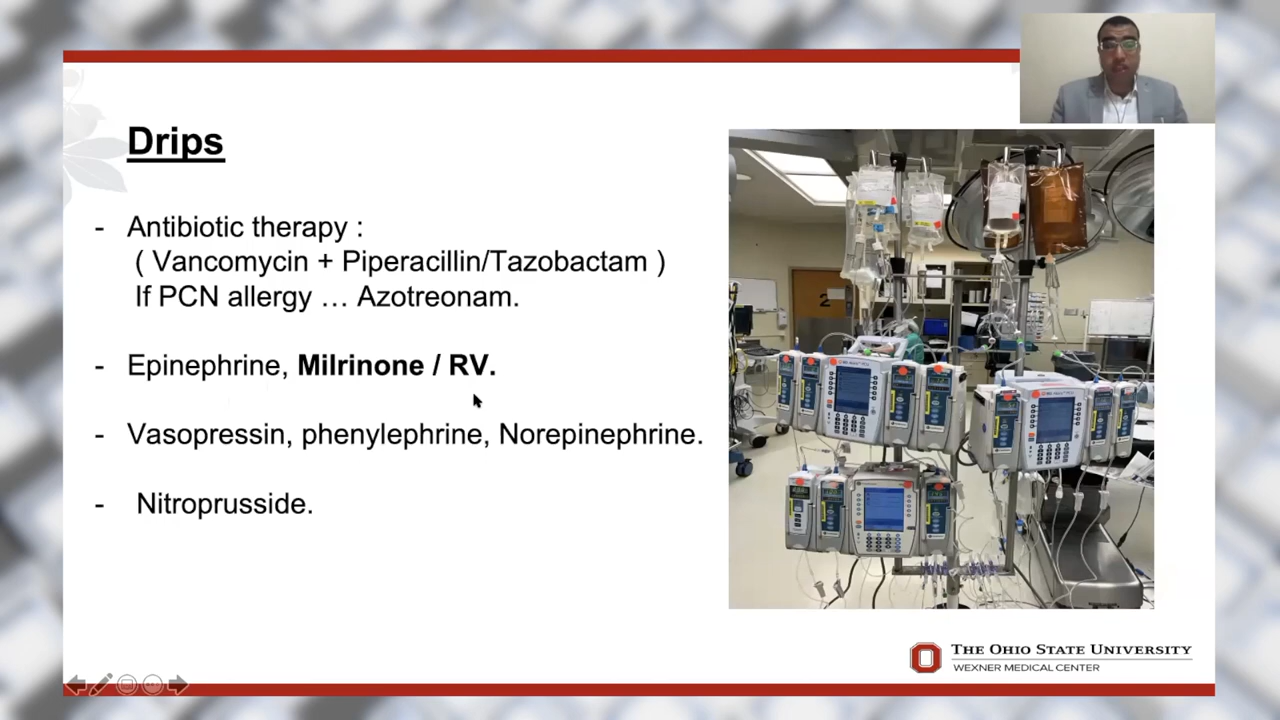 Drips
- Antibiotic therapy :
( Vancomycin + Piperacillin/Tazobactam )
If PCN allergy … Azotreonam.
- Epinephrine, Milrinone / RV.
- Vasopressin, phenylephrine, Norepinephrine.
- Nitroprusside.
2
THE OHIO STATE UNIVERSITY
WEXNER MEDICAL CENTER